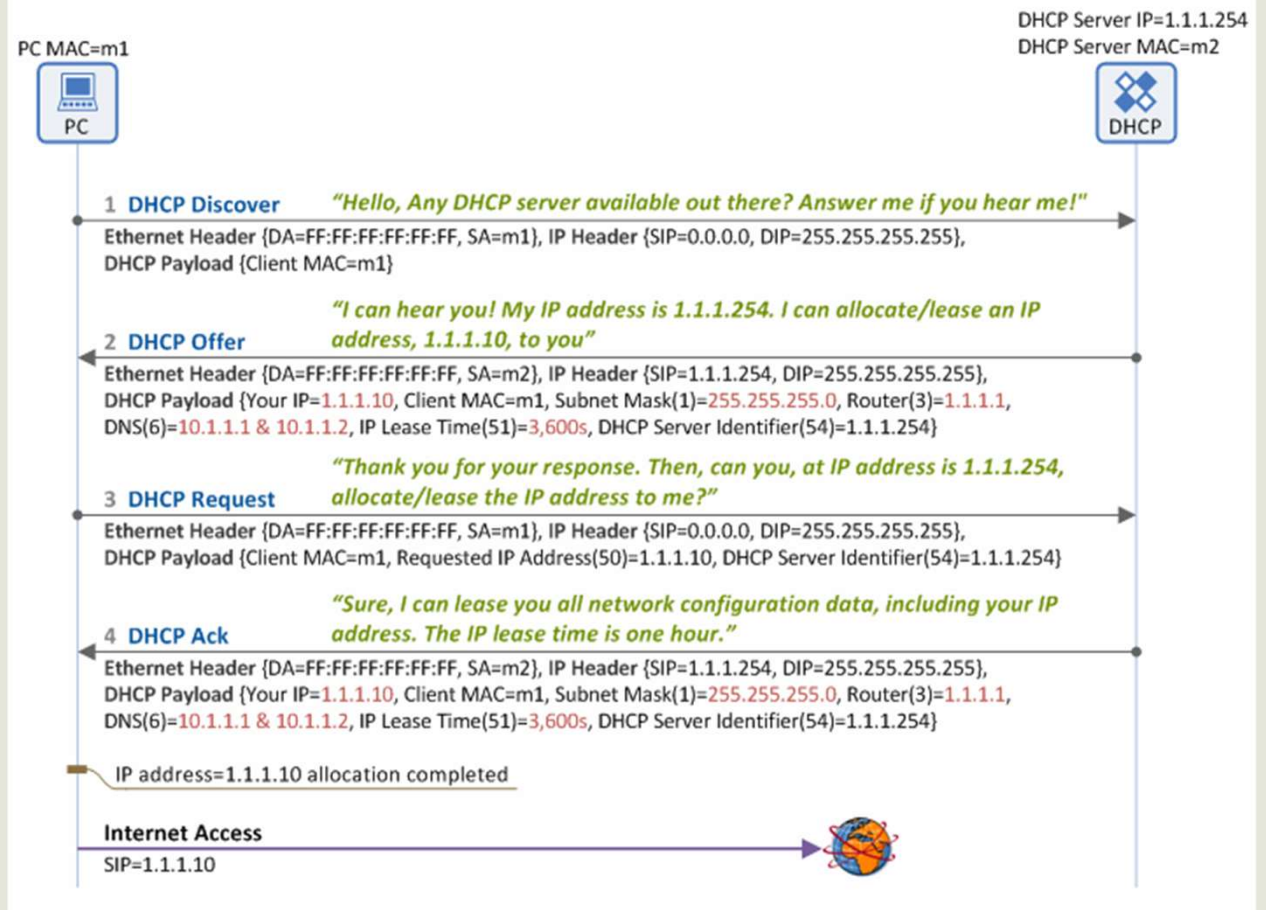 DHCP Server IP=1.1.1.254
PC MAC=m1
DHCP Server MAC=m2
PC
DHCP
1 DHCP Discover “Hello, Any DHCP server available out there? Answer me if you hear me!"
Ethernet Header {DA=FF:FF:FF:FF:FF:FF, SA=m1}, IP Header {SIP=0.0.0.0, DIP=255.255.255.255},
DHCP Payload {Client MAC=m1}
“I can hear you! My IP address is 1.1.1.254. I can allocate/lease an IP
2 DHCP Offer address, 1.1.1.10, to you”
Ethernet Header {DA=FF:FF:FF:FF:FF:FF, SA=m2}, IP Header {SIP=1.1.1.254, DIP=255.255.255.255},
DHCP Payload {Your IP=1.1.1.10, Client MAC=m1, Subnet Mask(1)=255.255.255.0, Router(3)=1.1.1.1,
DNS(6)=10.1.1.1 & 10.1.1.2, IP Lease Time(51)=3,600s, DHCP Server Identifier(54)=1.1.1.254}
“Thank you for your response. Then, can you, at IP address is 1.1.1.254,
3 DHCP Request allocate/lease the IP address to me?”
Ethernet Header {DA=FF:FF:FF:FF:FF:FF, SA=m1}, IP Header {SIP=0.0.0.0, DIP=255.255.255.255},
DHCP Payload {Client MAC=m1, Requested IP Address(50)=1.1.1.10, DHCP Server Identifier(54)=1.1.1.254}
“Sure, I can lease you all network configuration data, including your IP
4 DHCP Ack address. The IP lease time is one hour.”
Ethernet Header {DA=FF:FF:FF:FF:FF:FF, SA=m2}, IP Header {SIP=1.1.1.254, DIP=255.255.255.255},
DHCP Payload {Your IP=1.1.1.10, Client MAC=m1, Subnet Mask(1)=255.255.255.0, Router(3)=1.1.1.1,
DNS(6)=10.1.1.1 & 10.1.1.2, IP Lease Time(51)=3,600s, DHCP Server Identifier(54)=1.1.1.254}
IP address=1.1.1.10 allocation completed
Internet Access
SIP=1.1.1.10